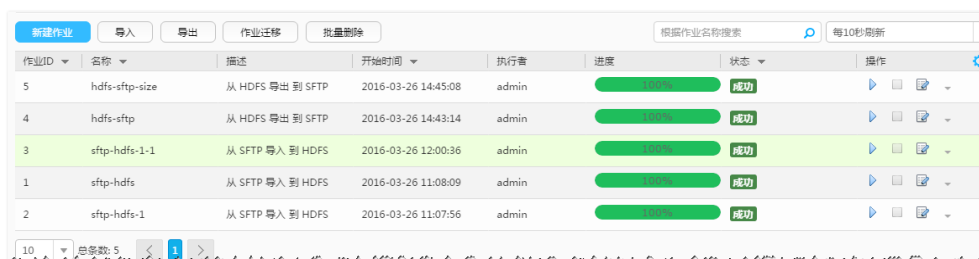 新建作业 导入 导出 作业迁移 批量删除 根据作业名称搜索 每10秒刷新
作业ID 名称 描述 开始时间 执行者 进度 状态 操作
5 hdfs-sftp-size 从 HDFS 导出 到 SFTP 2016-03-26 14:45:08 admin 100% 成功
4 hdfs-sftp 从 HDFS 导出 到 SFTP 2016-03-26 14:43:14 admin 100% 成功
3 sftp-hdfs-1-1 从 SFTP 导入 到 HDFS 2016-03-26 12:00:36 admin 100% 成功
1 sftp-hdfs 从 SFTP 导入 到 HDFS 2016-03-26 11:08:09 admin 100% 成功
2 sftp-hdfs-1 从 SFTP 导入 到 HDFS 2016-03-26 11:07:56 admin 100% 成功
10 总条数: 5 1